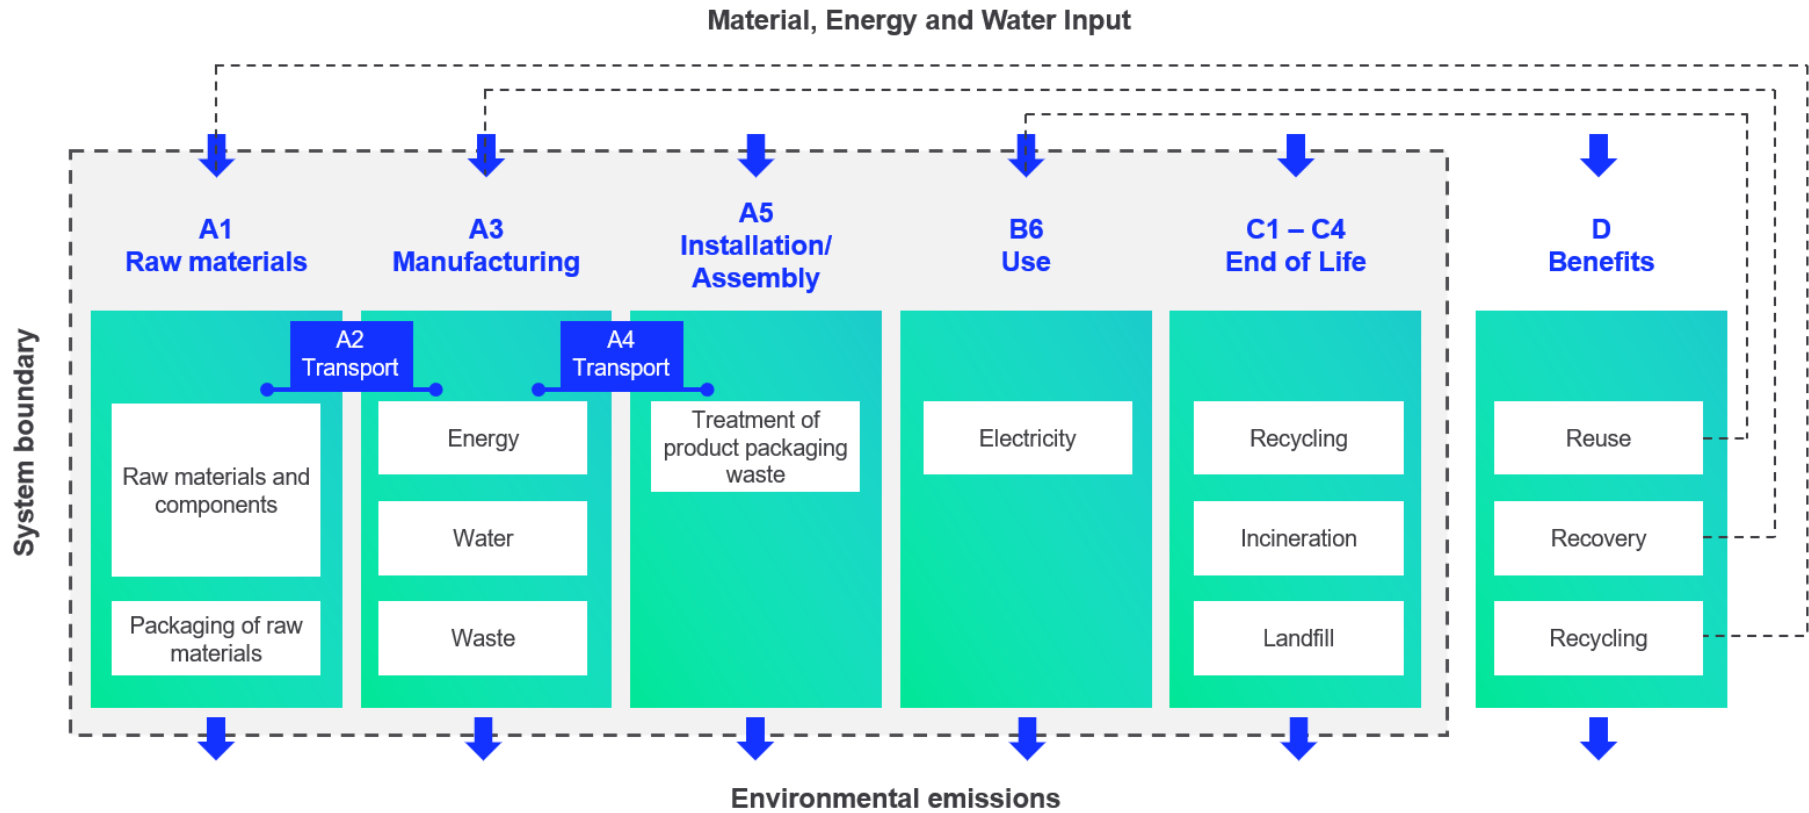 Material, Energy and Water Input
System boundary
A1
Raw materials
A3
Manufacturing
A5
Installation/
Assembly
B6
Use
C1 – C4
End of Life
D
Benefits
A2
Transport
A4
Transport
Raw materials and
components
Packaging of raw
materials
Energy
Water
Waste
Treatment of
product packaging
waste
Electricity
Recycling
Incineration
Landfill
Reuse
Recovery
Recycling
Environmental emissions